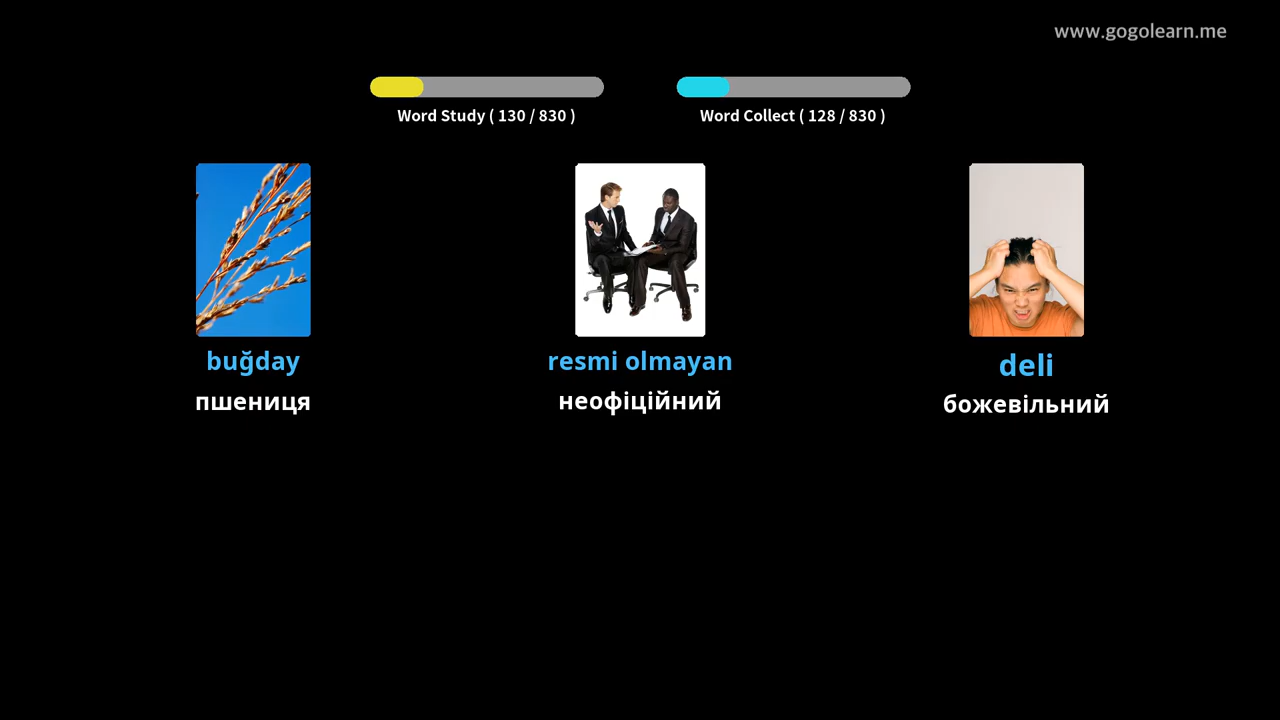 www.gogolearn.me
Word Study ( 130 / 830 )
Word Collect ( 128 / 830 )
buğday
пшениця
resmi olmayan
неофіційний
deli
божевільний